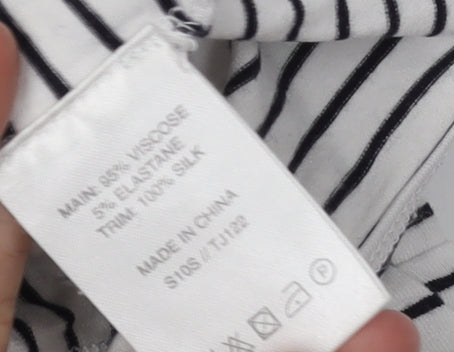 MAIN: 95% VISCOSE
5% ELASTANE
TRIM: 100% SILK
MADE IN CHINA
S10S // TJ122
P